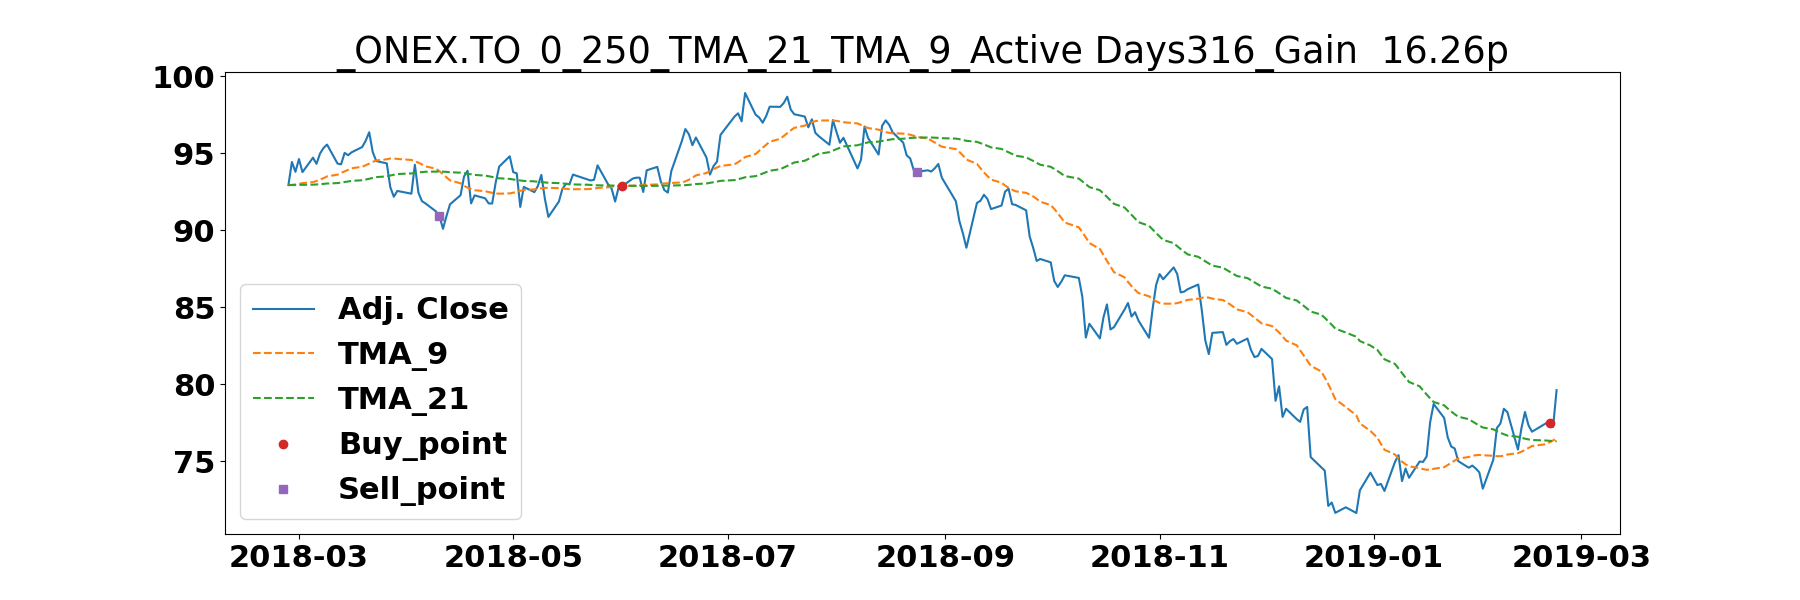 _ONEX.TO_0_250_TMA_21_TMA_9_Active Days316_Gain  16.26p
100
95
90
85
80
75
Adj. Close
TMA_9
TMA_21
Buy_point
Sell_point
2018-03 2018-05 2018-07 2018-09 2018-11 2019-01 2019-03